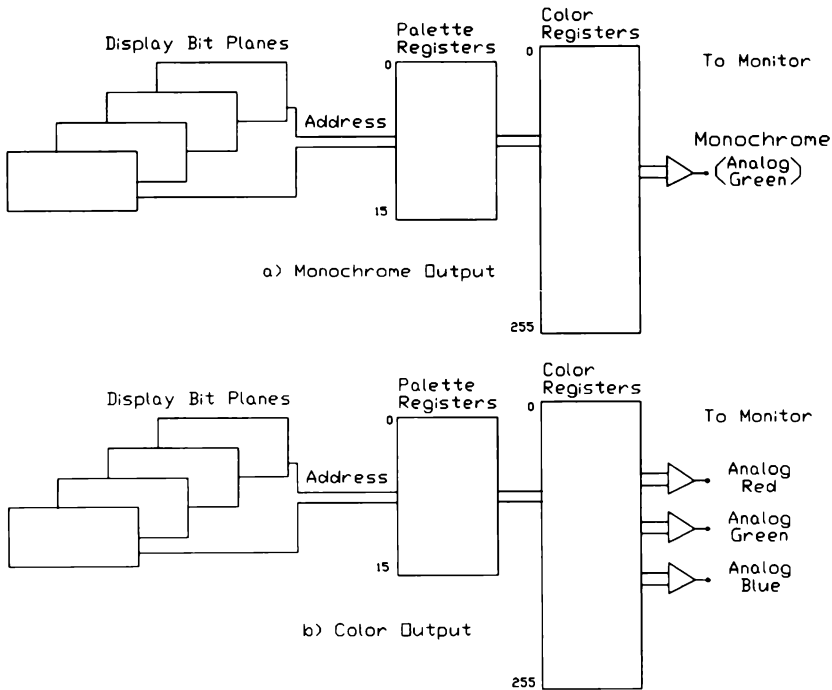 Display Bit Planes
Palette
Registers
Color
Registers
0
0
To Monitor
Address
Monochrome
(Analog
Green)
15
a) Monochrome Output
255
Display Bit Planes
Palette
Registers
Color
Registers
0
0
To Monitor
Address
Analog
Red
Analog
Green
15
Analog
Blue
b) Color Output
255